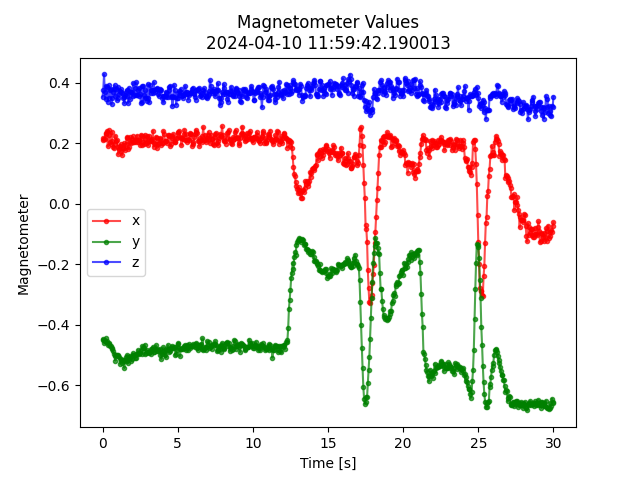 Magnetometer Values
2024-04-10 11:59:42.190013
Magnetometer
0.4
0.2
0.0
−0.2
−0.4
−0.6
x
y
z
0 5 10 15 20 25 30
Time [s]